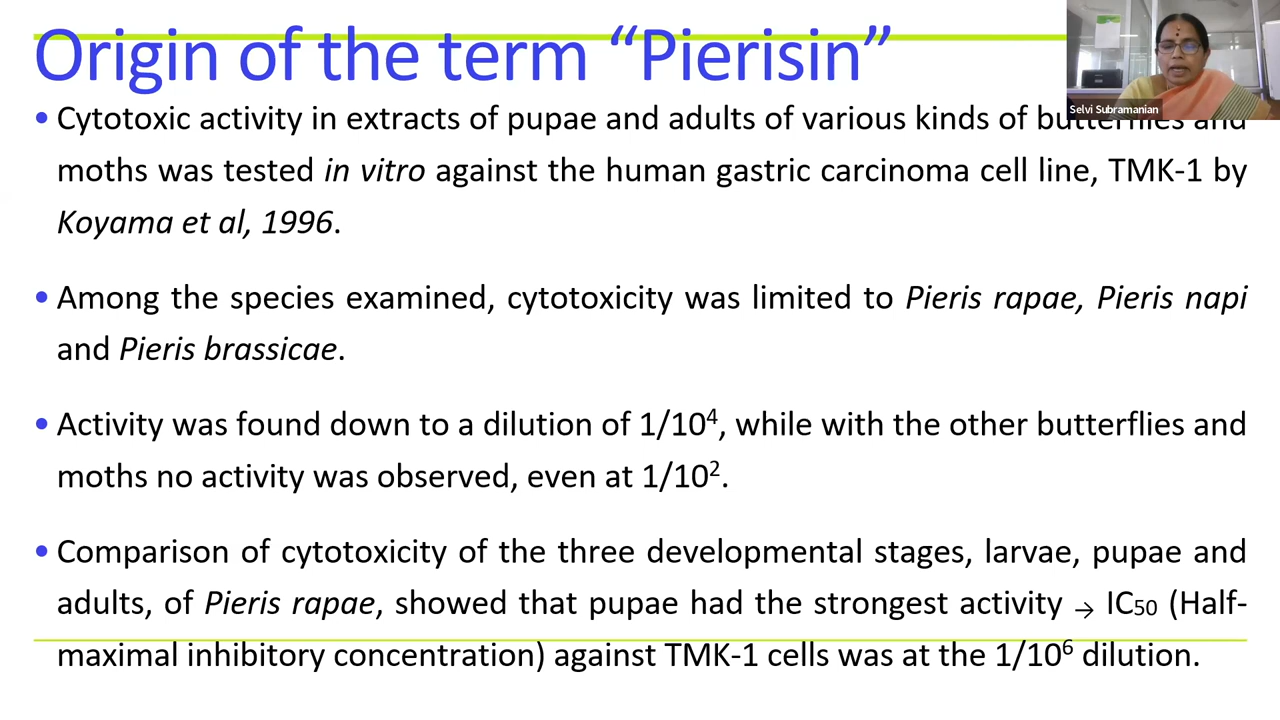 Origin of the term “Pierisin”
Selvi Subramanian
• Cytotoxic activity in extracts of pupae and adults of various kinds of butterflies and
moths was tested in vitro against the human gastric carcinoma cell line, TMK-1 by
Koyama et al, 1996.
• Among the species examined, cytotoxicity was limited to Pieris rapae, Pieris napi
and Pieris brassicae.
• Activity was found down to a dilution of 1/10⁴, while with the other butterflies and
moths no activity was observed, even at 1/10².
• Comparison of cytotoxicity of the three developmental stages, larvae, pupae and
adults, of Pieris rapae, showed that pupae had the strongest activity → IC₅₀ (Half-
maximal inhibitory concentration) against TMK-1 cells was at the 1/10⁶ dilution.